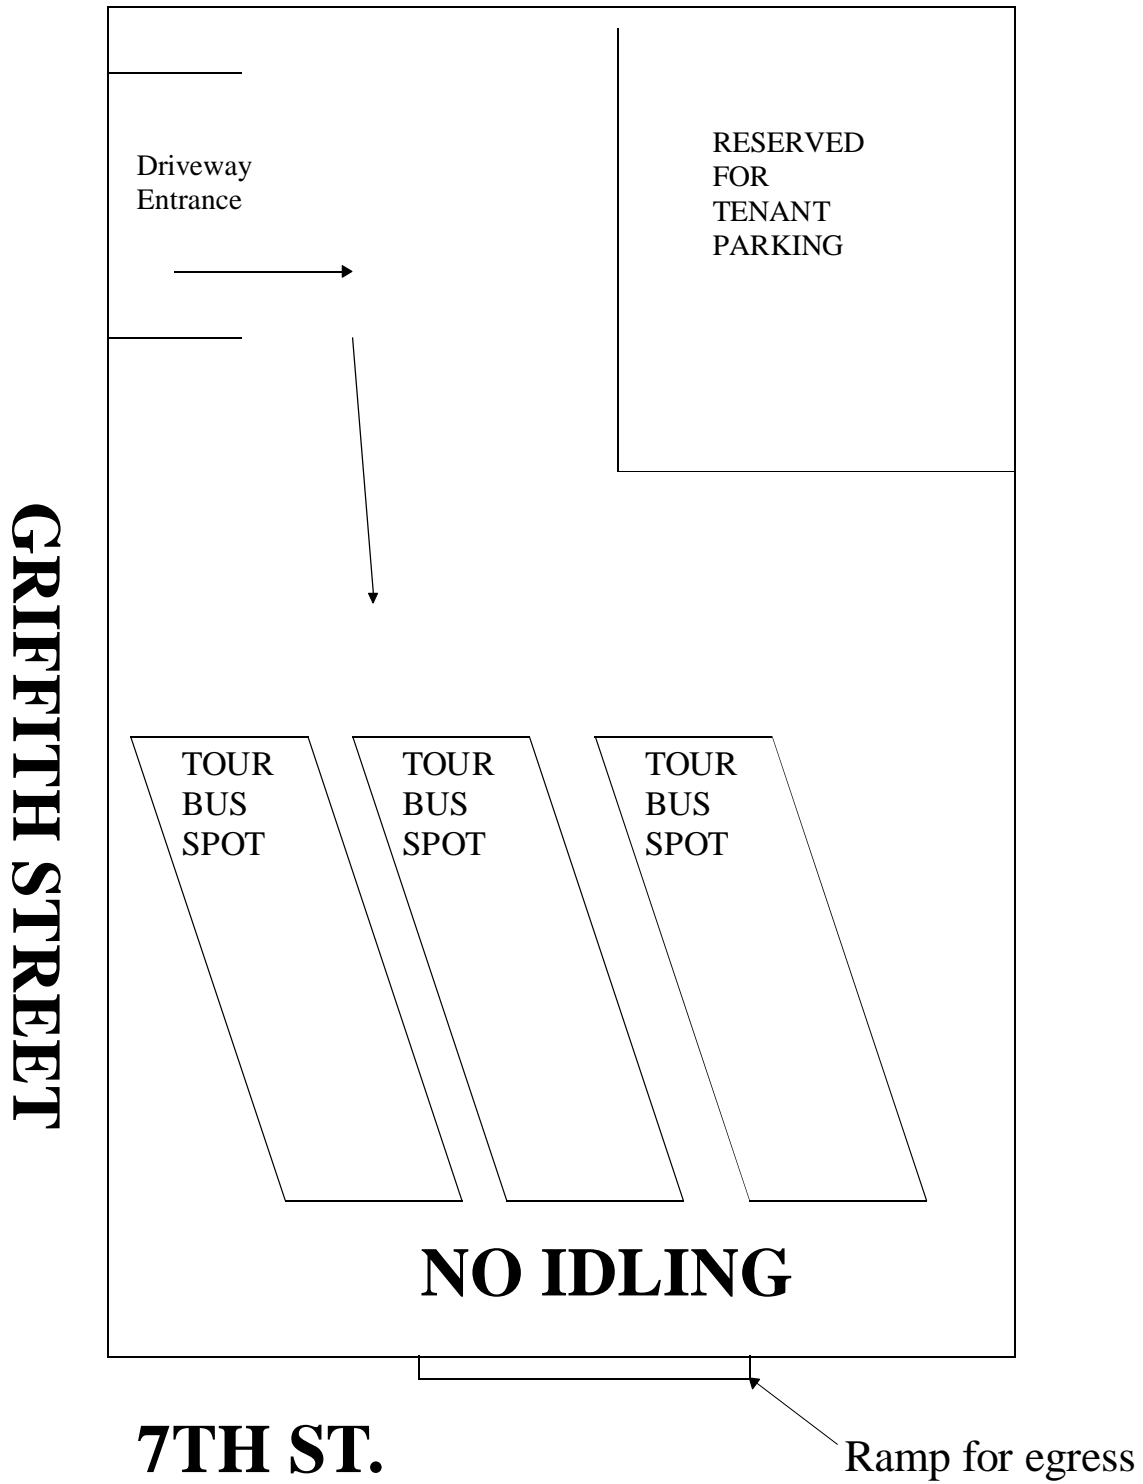 Driveway
Entrance
RESERVED
FOR
TENANT
PARKING
GRIFFITH STREET
TOUR
BUS
SPOT
TOUR
BUS
SPOT
TOUR
BUS
SPOT
NO IDLING
7TH ST.
Ramp for egress